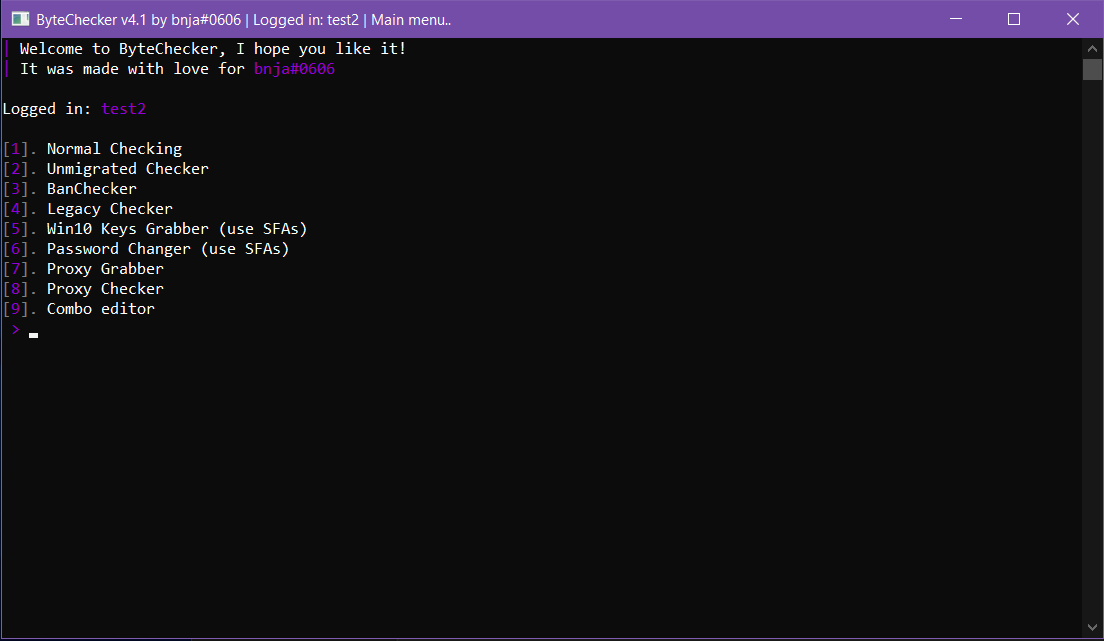 ByteChecker v4.1 by bnja#0606 | Logged in: test2 | Main menu..
| Welcome to ByteChecker, I hope you like it!
| It was made with love for bnja#0606
Logged in: test2
[1]. Normal Checking
[2]. Unmigrated Checker
[3]. BanChecker
[4]. Legacy Checker
[5]. Win10 Keys Grabber (use SFAs)
[6]. Password Changer (use SFAs)
[7]. Proxy Grabber
[8]. Proxy Checker
[9]. Combo editor
> _